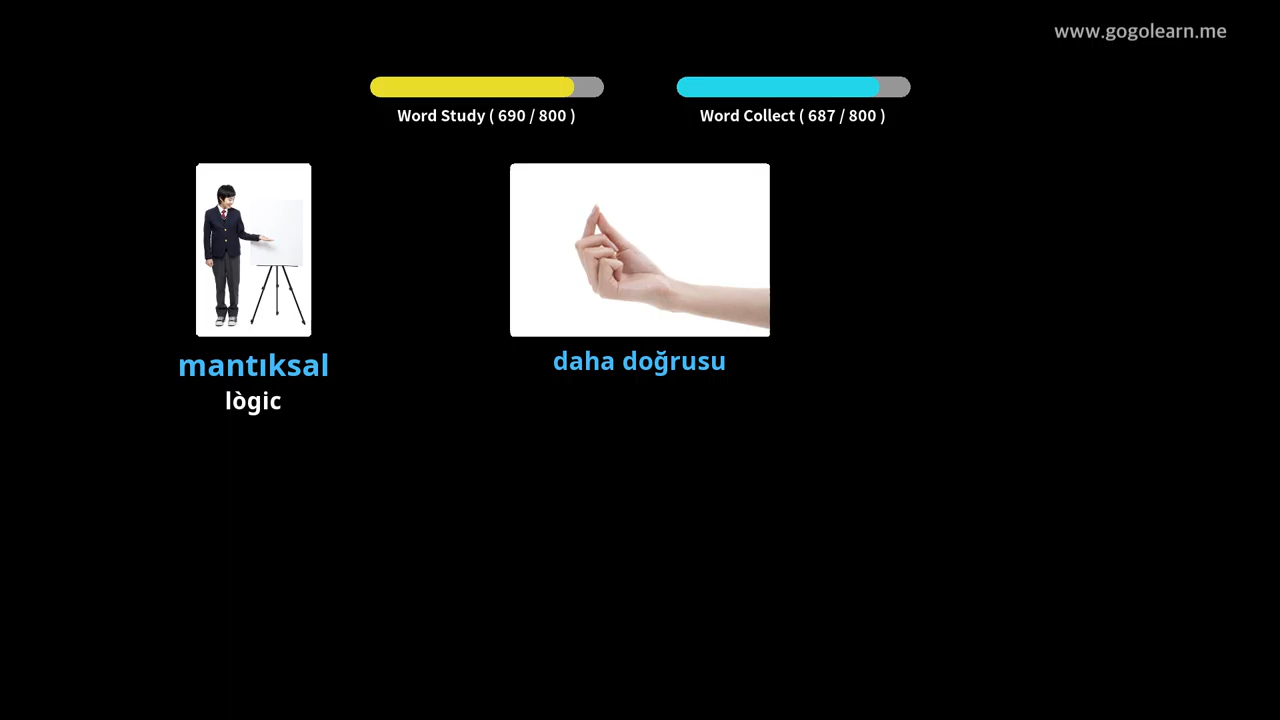 www.gogolearn.me
Word Study ( 690 / 800 )
Word Collect ( 687 / 800 )
mantıksal
lògic
daha doğrusu